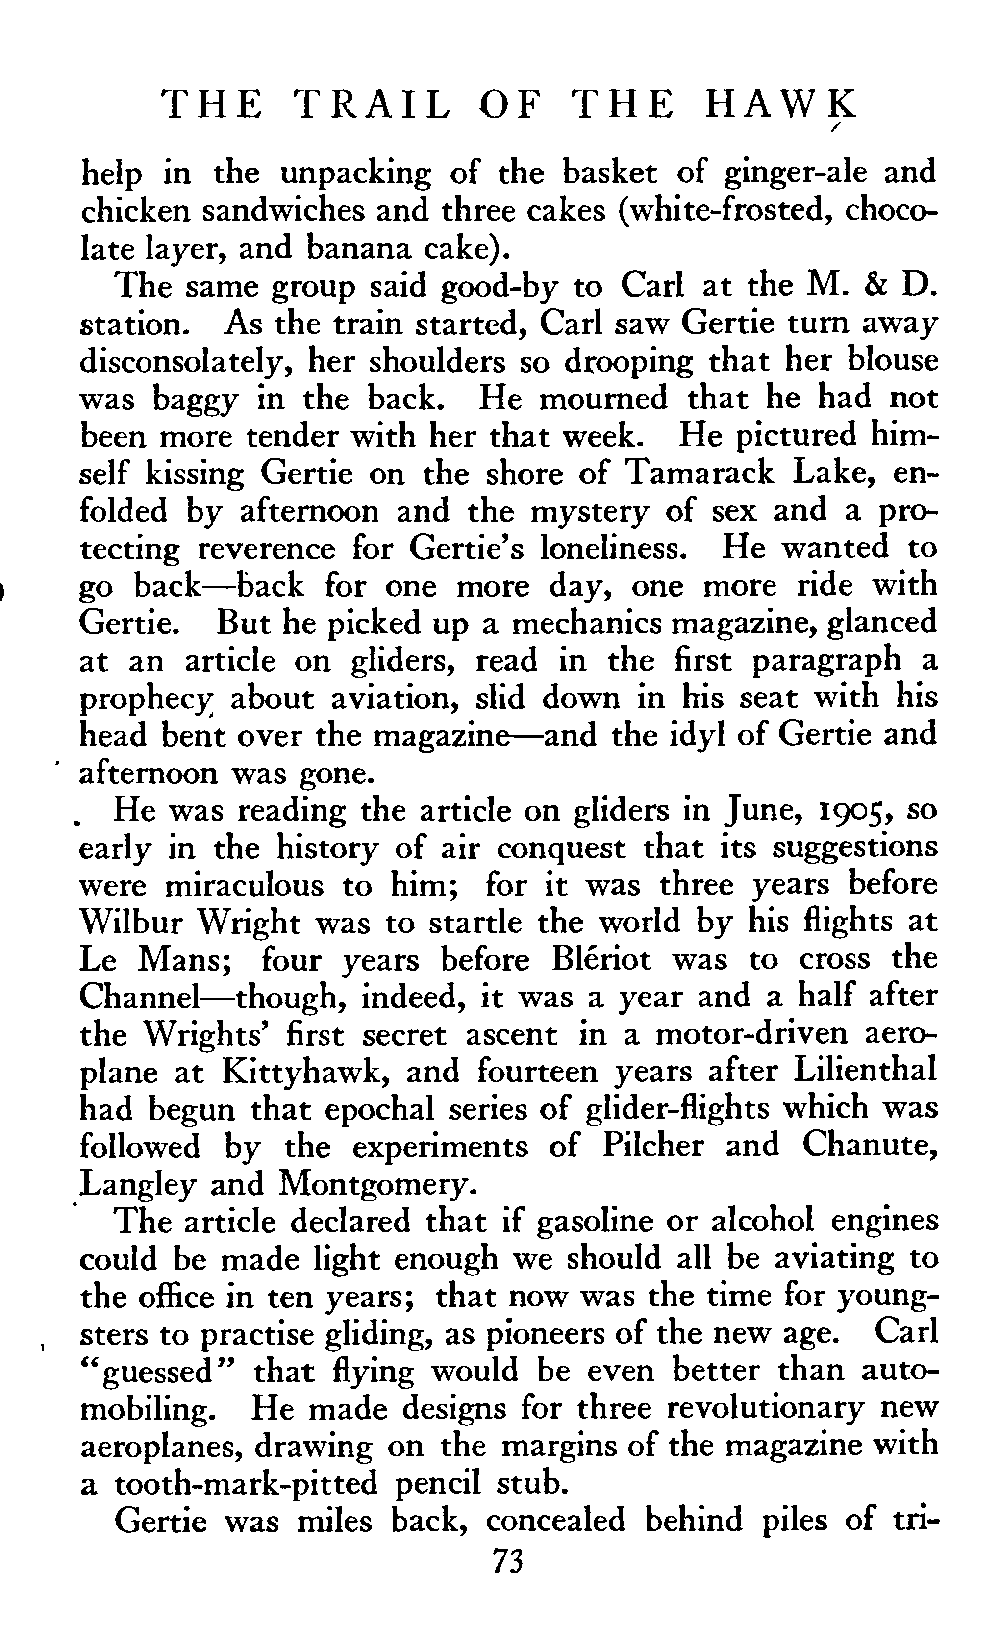 THE TRAIL OF THE HAWK
help in the unpacking of the basket of ginger-ale and
chicken sandwiches and three cakes (white-frosted, choco-
late layer, and banana cake).
The same group said good-by to Carl at the M. & D.
station. As the train started, Carl saw Gertie turn away
disconsolately, her shoulders so drooping that her blouse
was baggy in the back. He mourned that he had not
been more tender with her that week. He pictured him-
self kissing Gertie on the shore of Tamarack Lake, en-
folded by afternoon and the mystery of sex and a pro-
tecting reverence for Gertie's loneliness. He wanted to
go back—back for one more day, one more ride with
Gertie. But he picked up a mechanics magazine, glanced
at an article on gliders, read in the first paragraph a
prophecy about aviation, slid down in his seat with his
head bent over the magazine—and the idyl of Gertie and
afternoon was gone.
He was reading the article on gliders in June, 1905, so
early in the history of air conquest that its suggestions
were miraculous to him; for it was three years before
Wilbur Wright was to startle the world by his flights at
Le Mans; four years before Blériot was to cross the
Channel—though, indeed, it was a year and a half after
the Wrights' first secret ascent in a motor-driven aero-
plane at Kittyhawk, and fourteen years after Lilienthal
had begun that epochal series of glider-flights which was
followed by the experiments of Pilcher and Chanute,
Langley and Montgomery.
The article declared that if gasoline or alcohol engines
could be made light enough we should all be aviating to
the office in ten years; that now was the time for young-
sters to practise gliding, as pioneers of the new age. Carl
"guessed" that flying would be even better than auto-
mobiling. He made designs for three revolutionary new
aeroplanes, drawing on the margins of the magazine with
a tooth-mark-pitted pencil stub.
Gertie was miles back, concealed behind piles of tri-
73